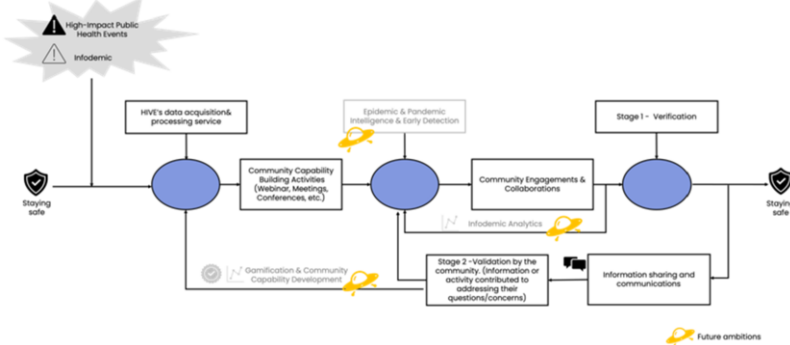 High-Impact Public
Health Events
Infodemic
HIVE's data acquisition&
processing service
Epidemic & Pandemic
Intelligence & Early Detection
Stage 1 - Verification
Community Capability
Building Activities
(Webinar, Meetings,
Conferences, etc.)
Community Engagements &
Collaborations
Staying
safe
Staying
safe
Infodemic Analytics
Gamification & Community
Capability Development
Stage 2 -Validation by the
community. (Information or
activity contributed to
addressing their
questions/concerns)
Information sharing and
communications
Future ambitions